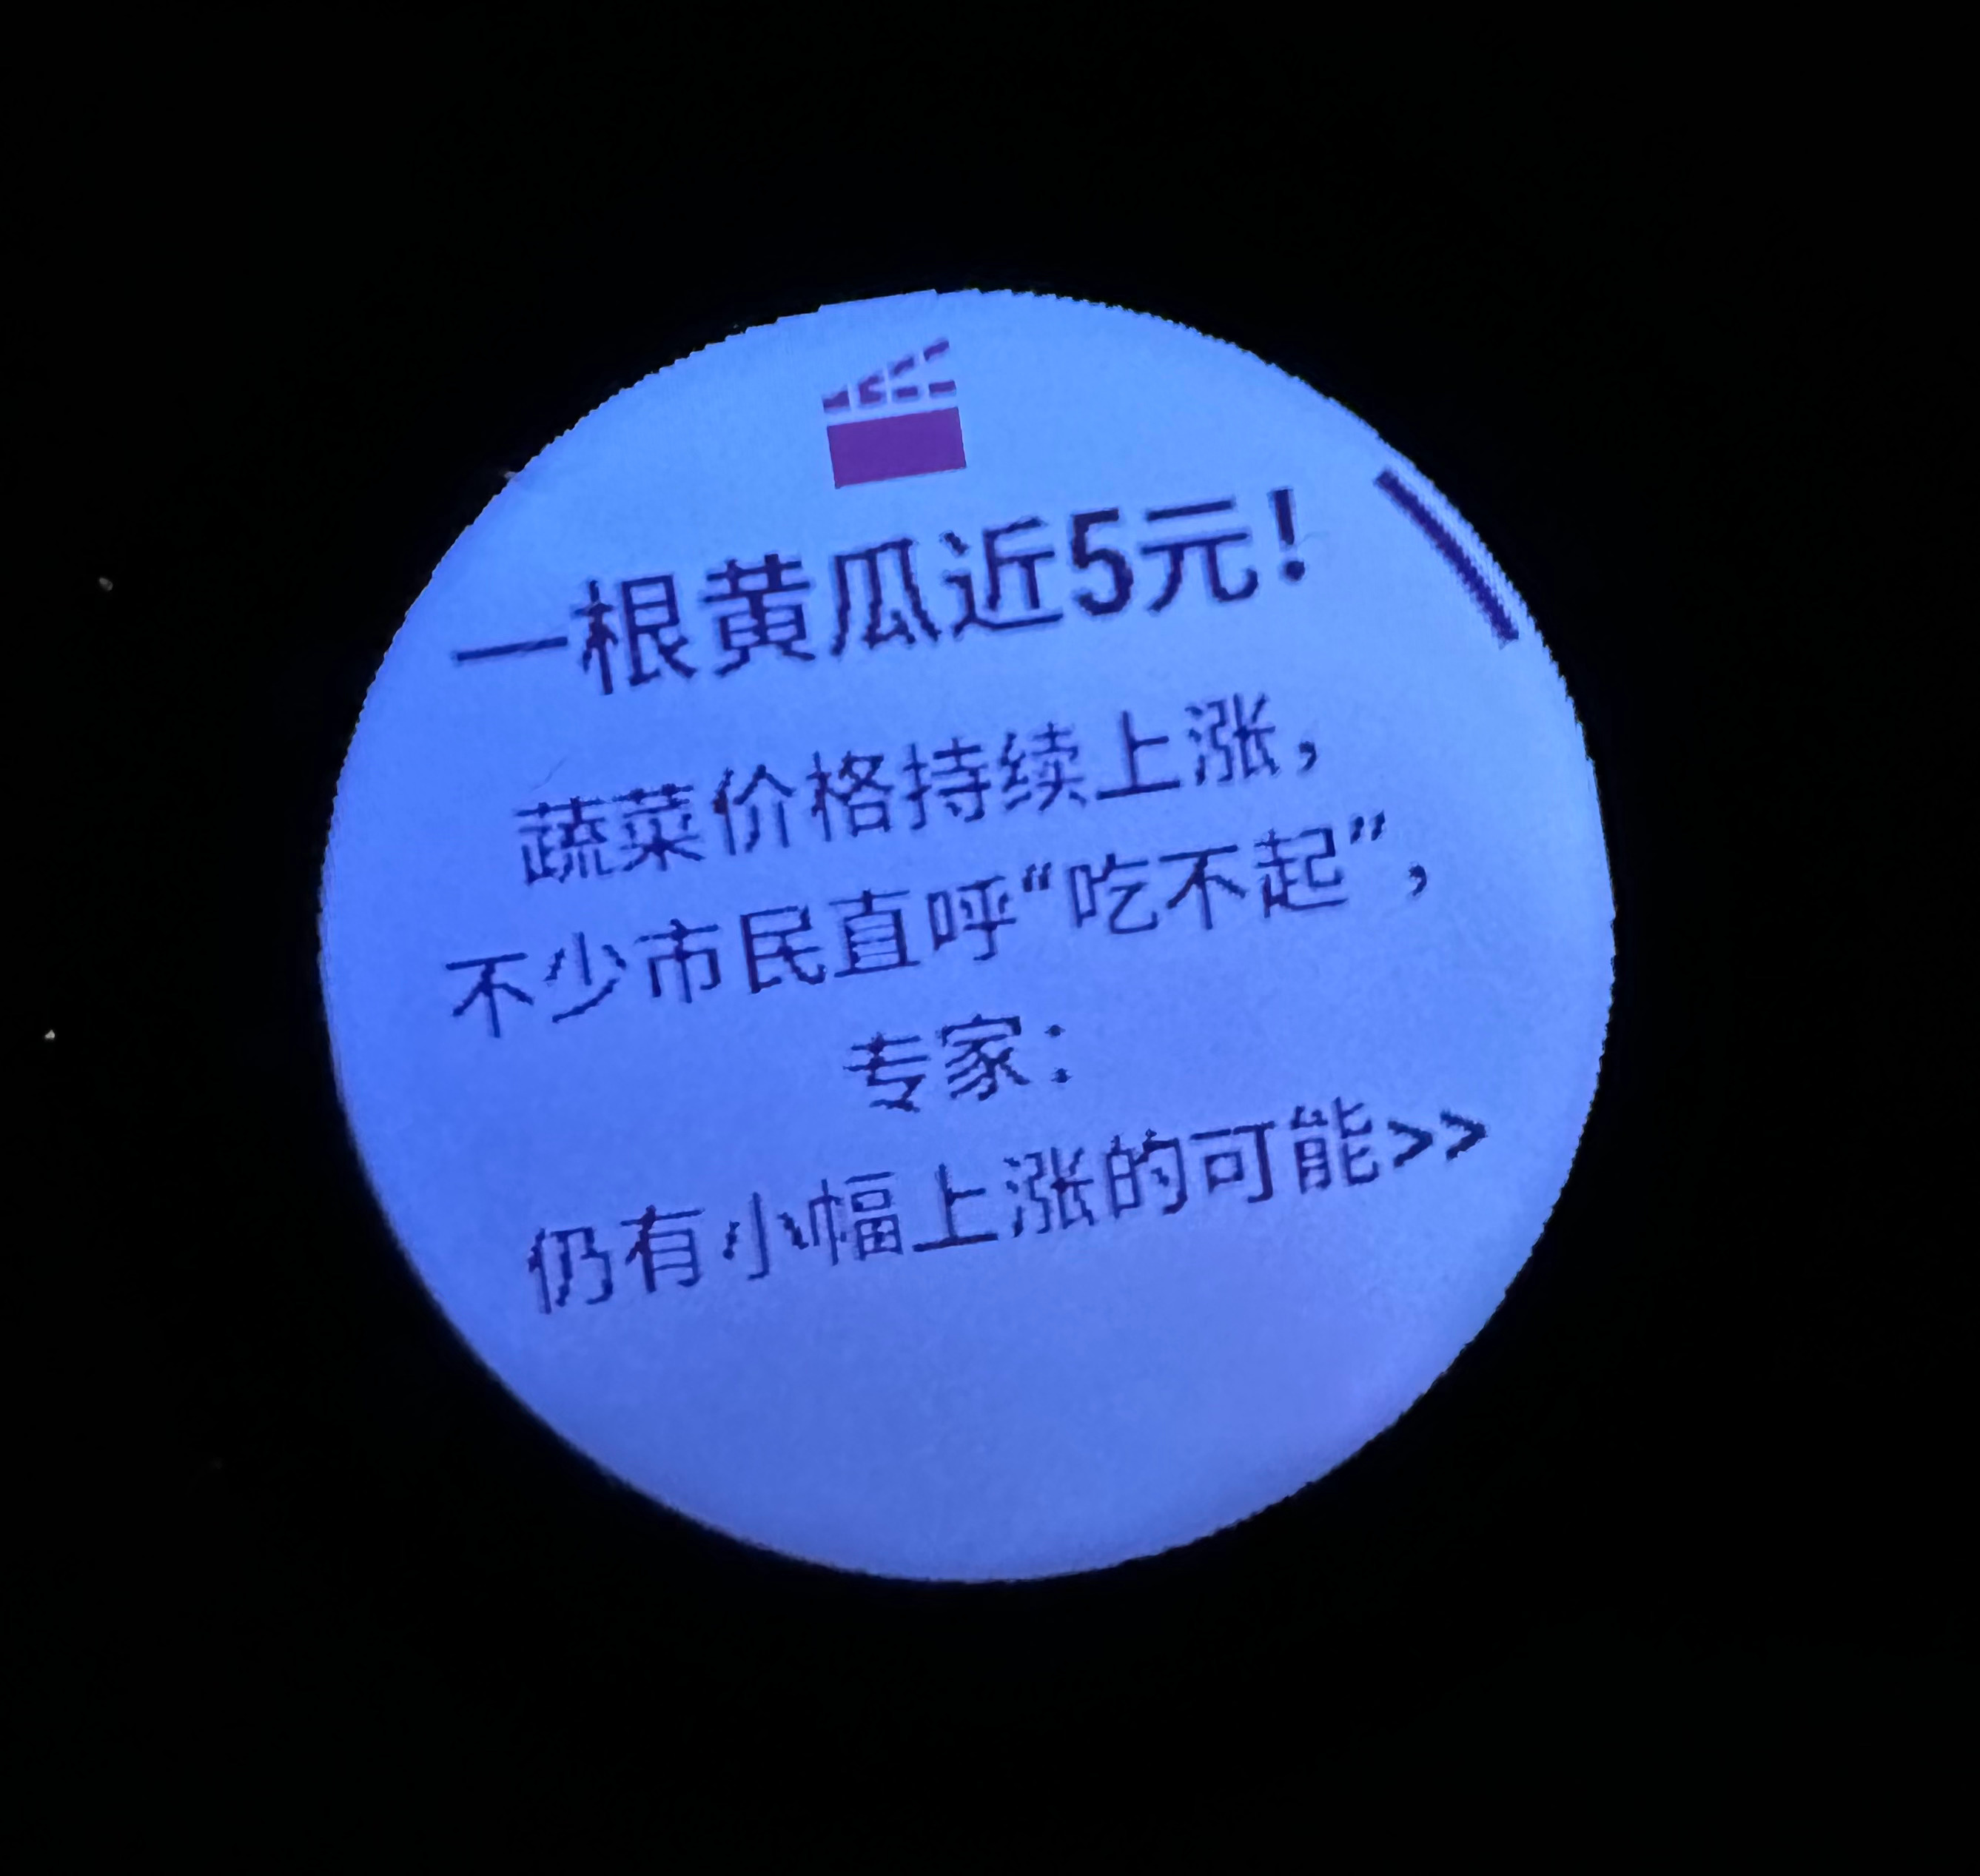 一根黄瓜近5元！
蔬菜价格持续上涨，
不少市民直呼“吃不起”，
专家：
仍有小幅上涨的可能>>